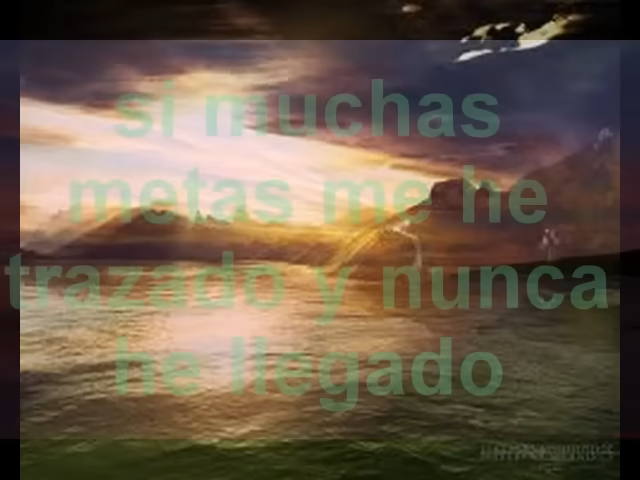 si muchas
metas me he
trazado y nunca
he llegado